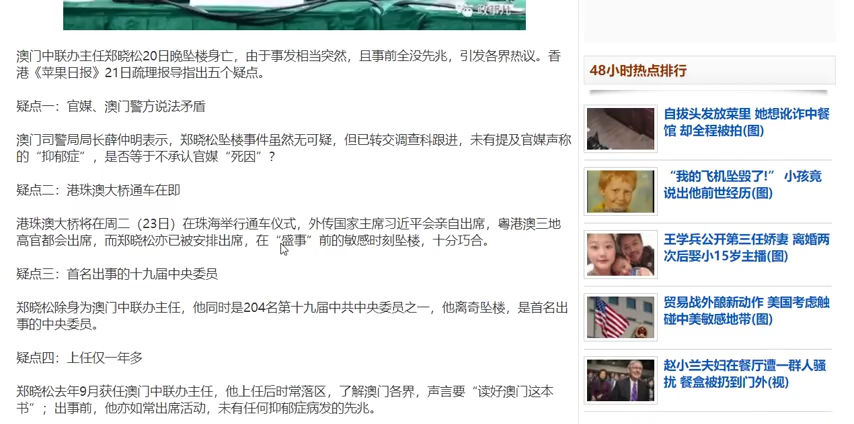 政事儿
澳门中联办主任郑晓松20日晚坠楼身亡，由于事发相当突然，且事前全没先兆，引发各界热议。香
港《苹果日报》21日疏理报导指出五个疑点。
疑点一：官媒、澳门警方说法矛盾
澳门司警局局长薛仲明表示，郑晓松坠楼事件虽然无可疑，但已转交调查科跟进，未有提及官媒声称
的“抑郁症”，是否等于不承认官媒“死因”？
疑点二：港珠澳大桥通车在即
港珠澳大桥将在周二（23日）在珠海举行通车仪式，外传国家主席习近平会亲自出席，粤港澳三地
高官都会出席，而郑晓松亦已被安排出席，在“盛事”前的敏感时刻坠楼，十分巧合。
疑点三：首名出事的十九届中央委员
郑晓松除身为澳门中联办主任，他同时是204名第十九届中共中央委员之一，他离奇坠楼，是首名出
事的中央委员。
疑点四：上任仅一年多
郑晓松去年9月获任澳门中联办主任，他上任后时常落区，了解澳门各界，声言要“读好澳门这本
书”；出事前，他亦如常出席活动，未有任何抑郁症病发的先兆。
48小时热点排行
自拔头发放菜里 她想讹诈中餐
馆 却全程被拍(图)
“我的飞机坠毁了!” 小孩竟
说出他前世经历(图)
王学兵公开第三任娇妻 离婚两
次后娶小15岁主播(图)
贸易战外酿新动作 美国考虑触
碰中美敏感地带(图)
赵小兰夫妇在餐厅遭一群人骚
扰 餐盒被扔到门外(视)